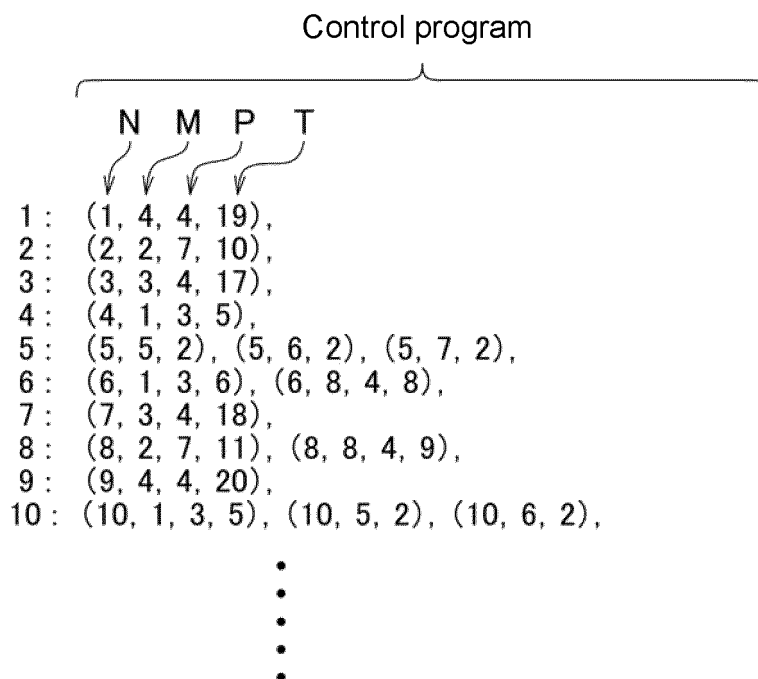 Control program
N M P T
1 : (1, 4, 4, 19),
2 : (2, 2, 7, 10),
3 : (3, 3, 4, 17),
4 : (4, 1, 3, 5),
5 : (5, 5, 2), (5, 6, 2), (5, 7, 2),
6 : (6, 1, 3, 6), (6, 8, 4, 8),
7 : (7, 3, 4, 18),
8 : (8, 2, 7, 11), (8, 8, 4, 9),
9 : (9, 4, 4, 20),
10 : (10, 1, 3, 5), (10, 5, 2), (10, 6, 2),